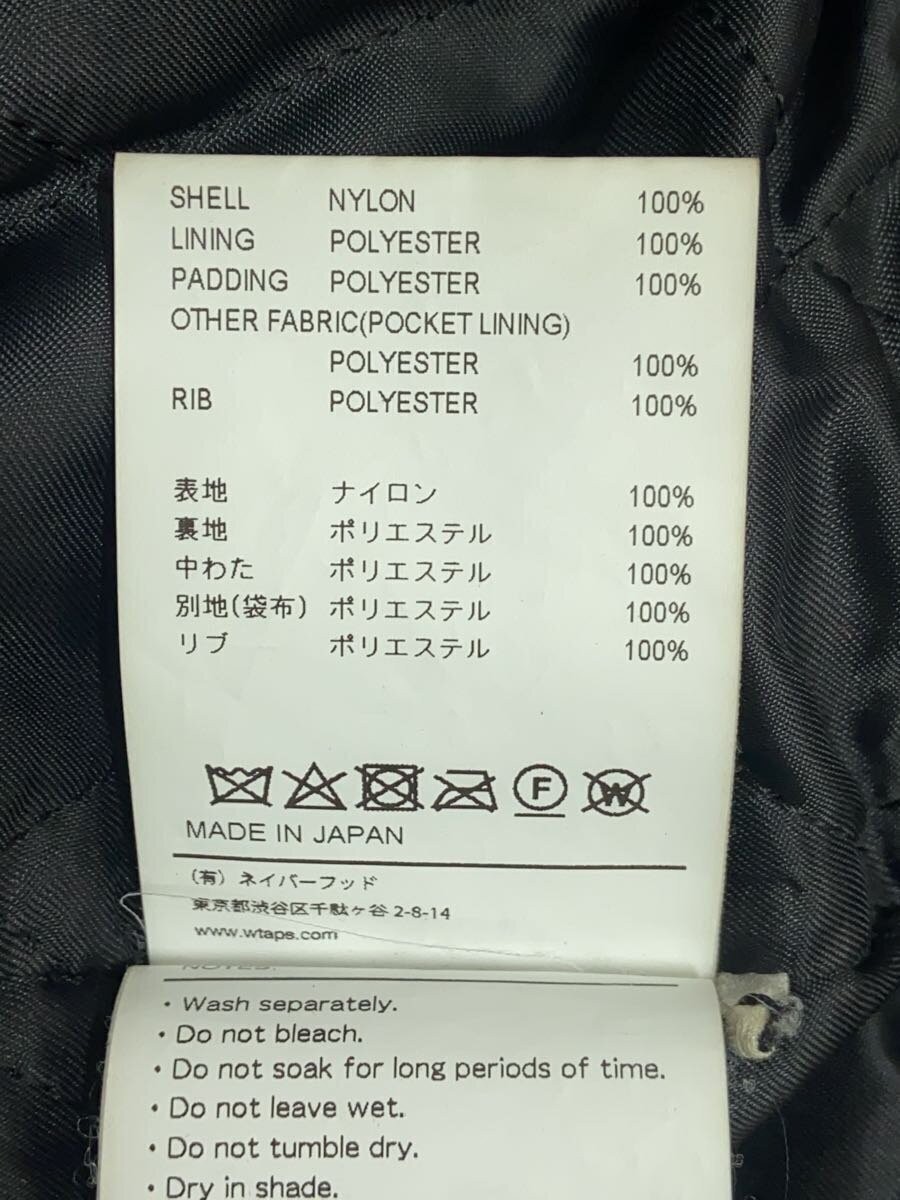 SHELL NYLON 100%
LINING POLYESTER 100%
PADDING POLYESTER 100%
OTHER FABRIC(POCKET LINING)
POLYESTER 100%
RIB POLYESTER 100%
表地 ナイロン 100%
裏地 ポリエステル 100%
中わた ポリエステル 100%
別地(袋布) ポリエステル 100%
リブ ポリエステル 100%
F W
MADE IN JAPAN
(有) ネイバーフッド
東京都渋谷区千駄ヶ谷 2-8-14
www.wtaps.com
NOTES:
・Wash separately.
・Do not bleach.
・Do not soak for long periods of time.
・Do not leave wet.
・Do not tumble dry.
・Dry in shade.